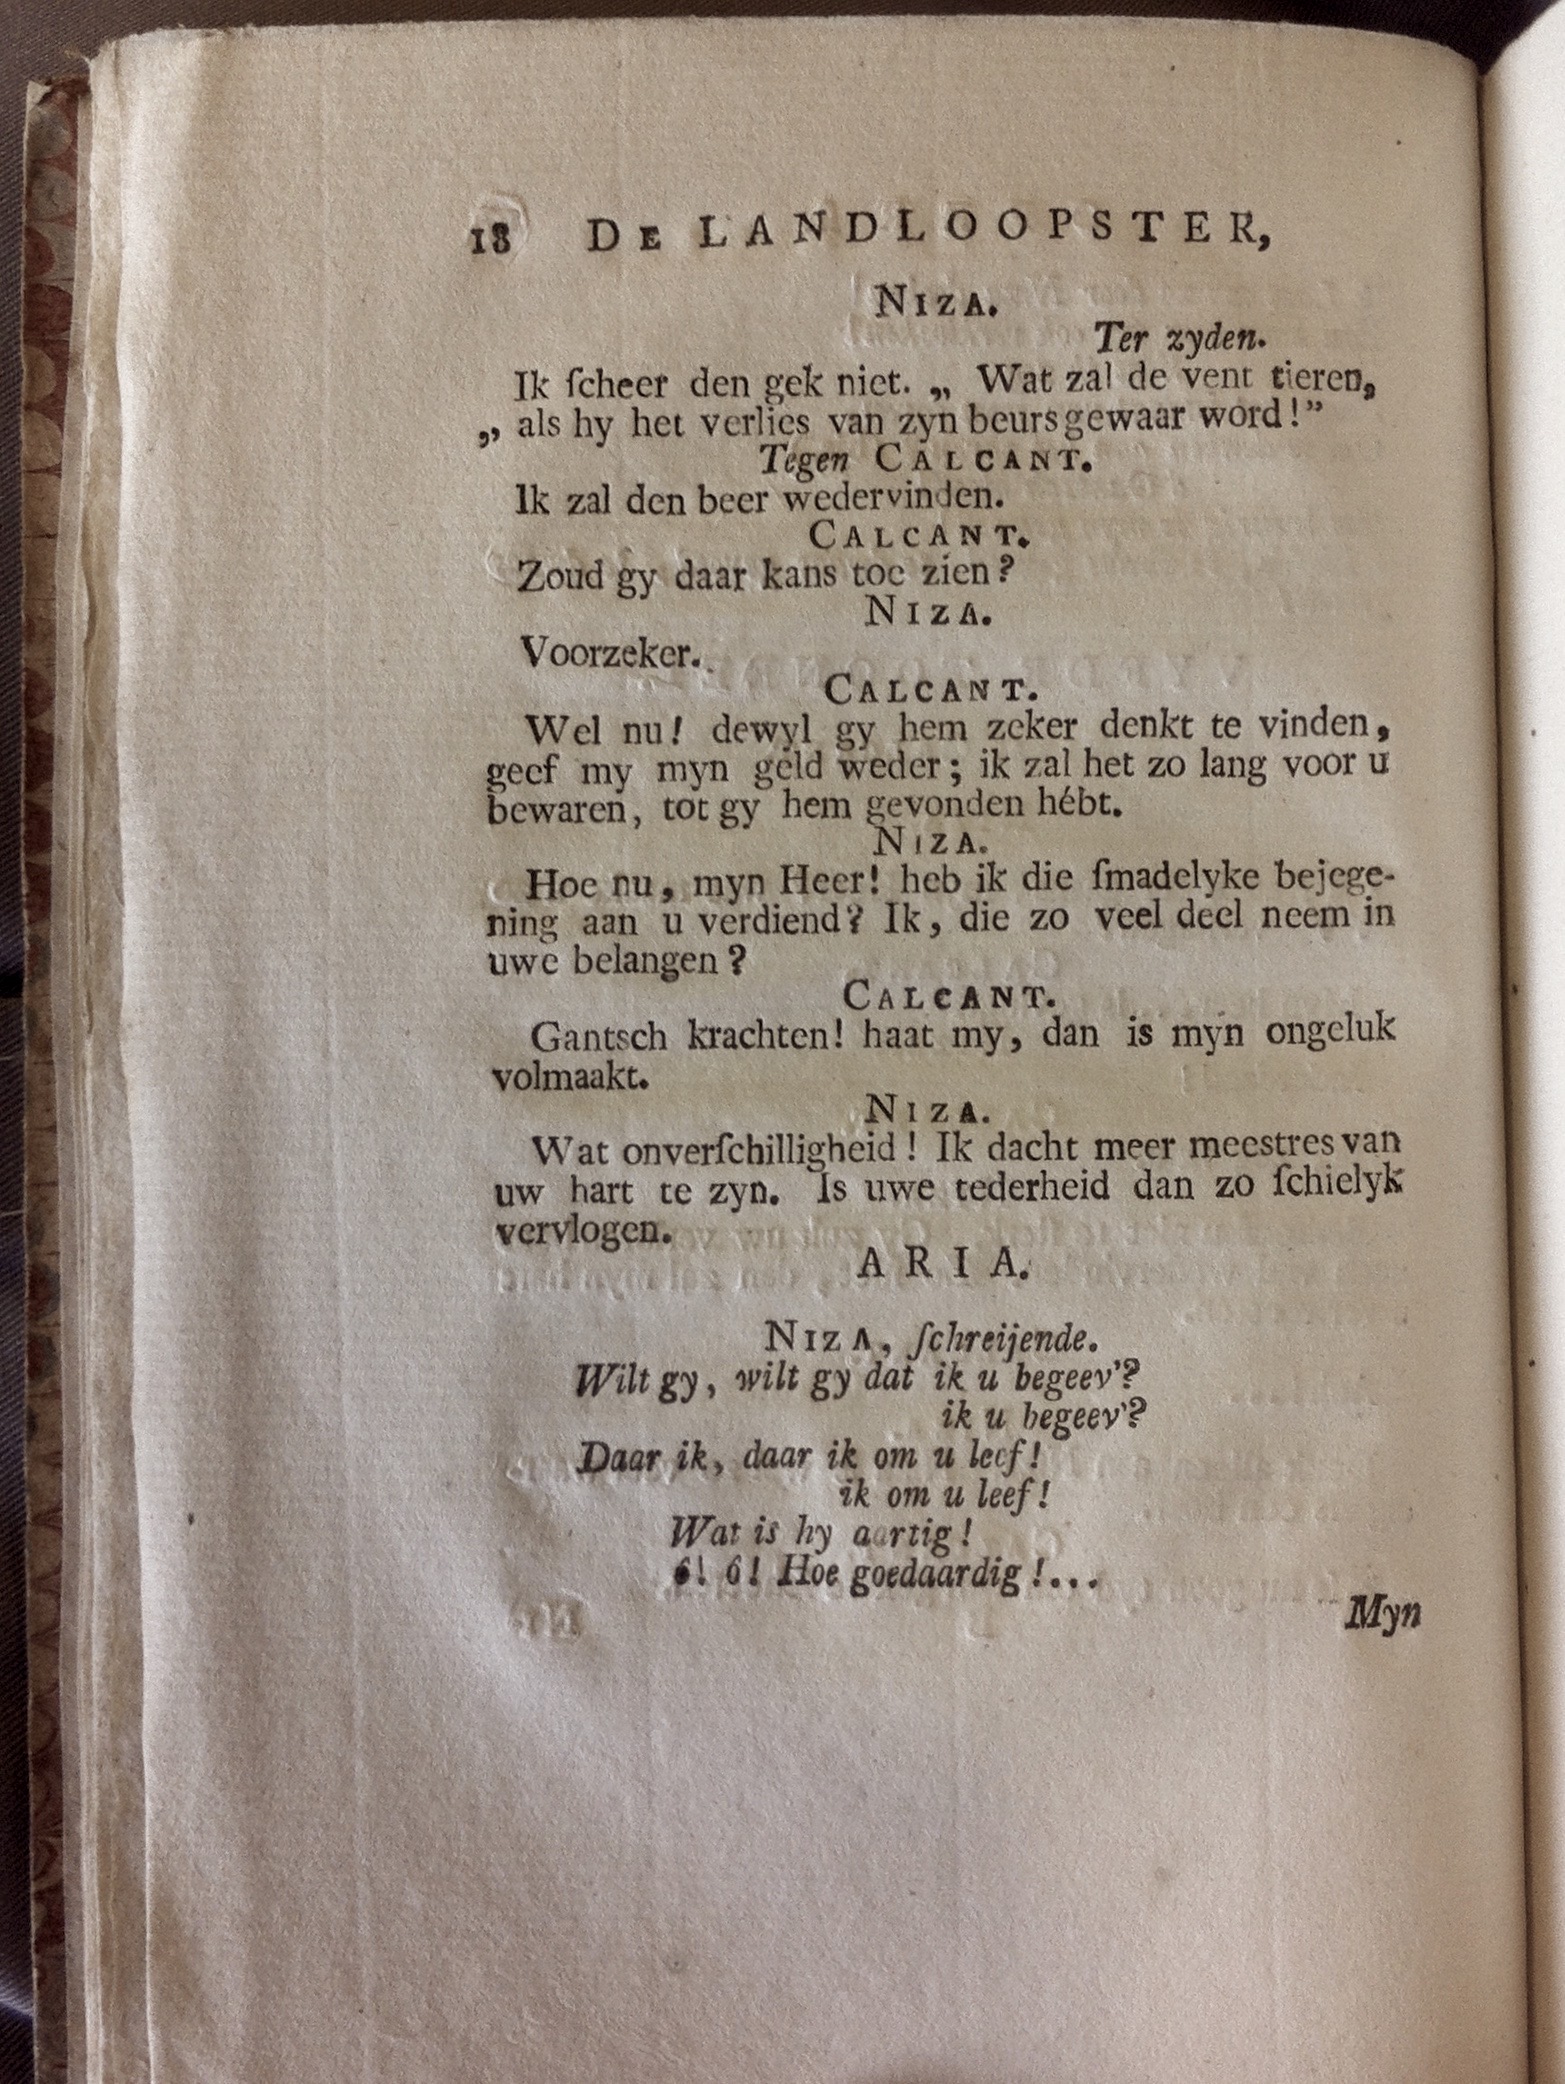 18 DE LANDLOOPSTER,
NIZA.
Ter zyden.
Ik ſcheer den gek niet. „ Wat zal de vent tieren,
„ als hy het verlies van zyn beurs gewaar word!”
Tegen CALCANT.
Ik zal den beer wedervinden.
CALCANT.
Zoud gy daar kans toe zien?
NIZA.
Voorzeker.
CALCANT.
Wel nu! dewyl gy hem zeker denkt te vinden,
geef my myn geld weder; ik zal het zo lang voor u
bewaren, tot gy hem gevonden hébt.
NIZA.
Hoe nu, myn Heer! heb ik die ſmadelyke bejege-
ning aan u verdiend? Ik, die zo veel deel neem in
uwe belangen?
CALCANT.
Gantsch krachten! haat my, dan is myn ongeluk
volmaakt.
NIZA.
Wat onverſchilligheid! Ik dacht meer meestres van
uw hart te zyn. Is uwe tederheid dan zo ſchielyk
vervlogen.
ARIA.
NIZA, ſchreijende.
Wilt gy, wilt gy dat ik u begeev'?
ik u begeev'?
Daar ik, daar ik om u leef!
ik om u leef!
Wat is hy aartig!
ó! ó! Hoe goedaardig!...
Myn